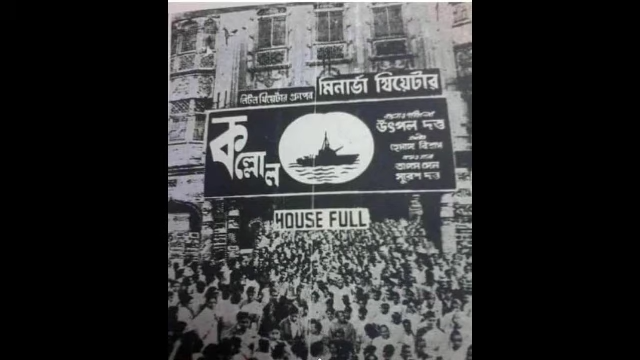 লিটল থিয়েটার গ্রুপের
মিনার্ভা থিয়েটার
কল্লোল
উৎপল দত্ত
হেমাঙ্গ বিশ্বাস
তাপস সেন
সুরেশ দত্ত
HOUSE FULL